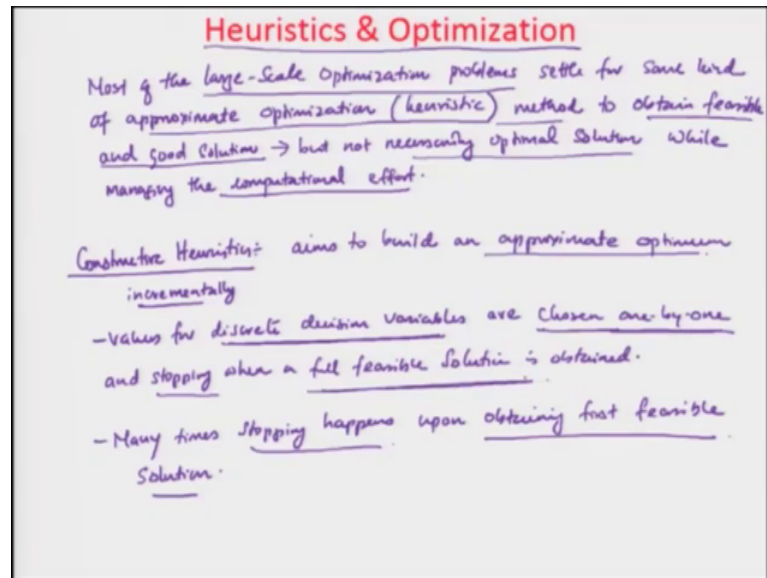 Heuristics & Optimization
Most of the large-scale optimization problems settle for some kind
of approximate optimization (heuristic) method to obtain feasible
and good solution → but not necessarily optimal solution while
managing the computational effort.
Constructive Heuristics: aims to build an approximate optimum
incrementally
- values for discrete decision variables are chosen one-by-one
and stopping when a full feasible solution is obtained.
- Many times stopping happens upon obtaining first feasible
solution.